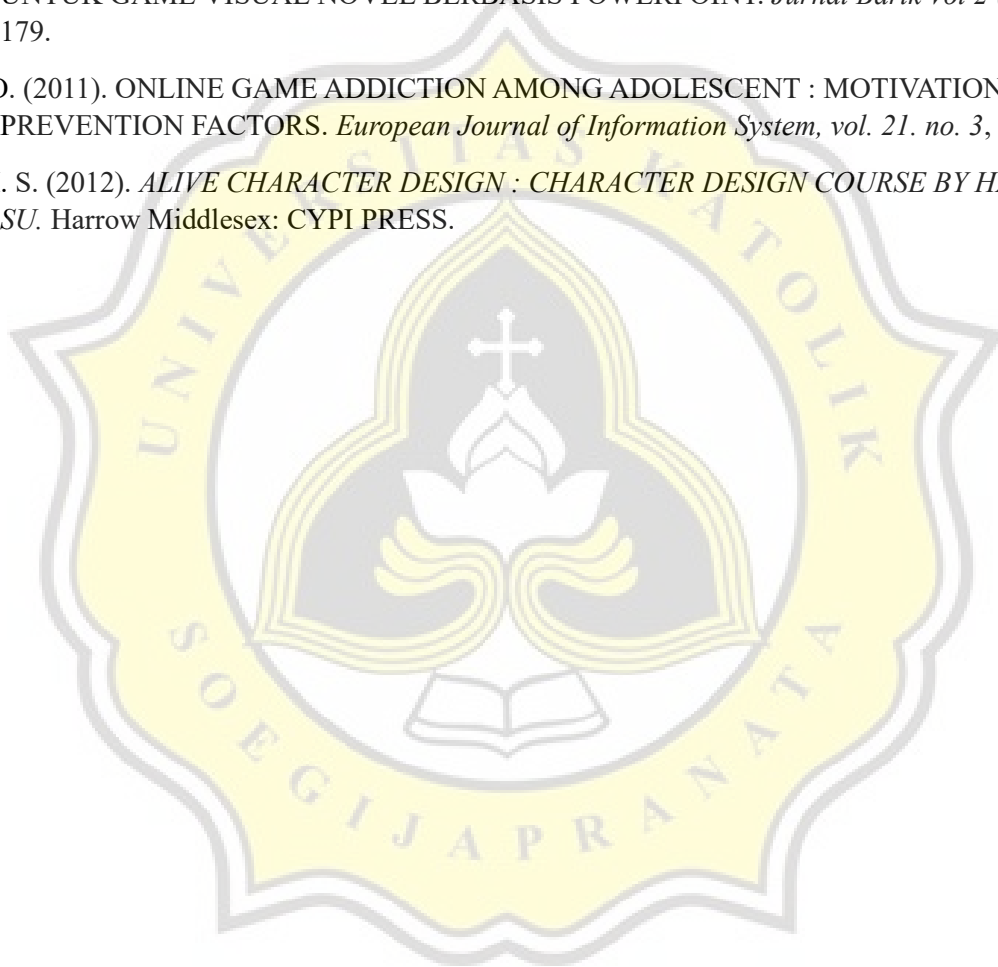 UNTUK GAME VISUAL NOVEL BERBASIS POWERPOINT. Jurnal Barik Vol 2
179.
D. (2011). ONLINE GAME ADDICTION AMONG ADOLESCENT : MOTIVATION
PREVENTION FACTORS. European Journal of Information System, vol. 21. no. 3,
S. (2012). ALIVE CHARACTER DESIGN : CHARACTER DESIGN COURSE BY
SU. Harrow Middlesex: CYPI PRESS.
UNIVERSITAS KATOLIK
SOEGIJAPRANATA